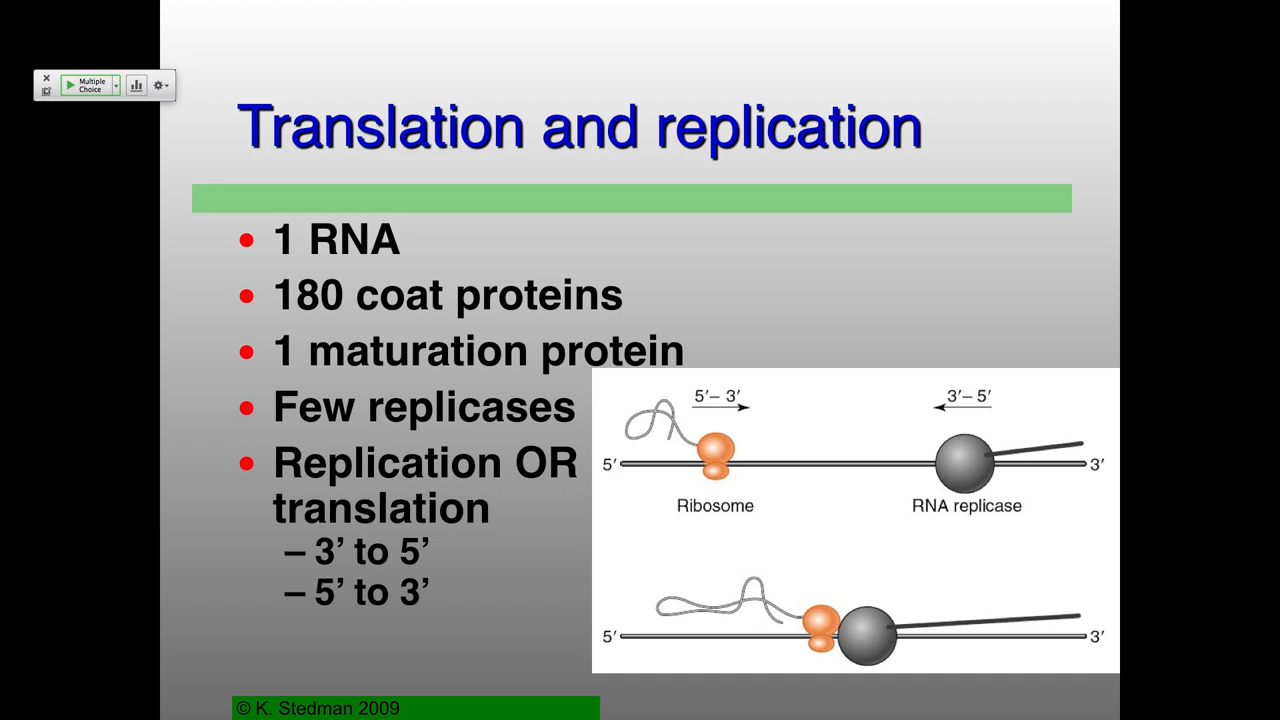 Multiple
Choice
Translation and replication
• 1 RNA
• 180 coat proteins
• 1 maturation protein
• Few replicases
• Replication OR
translation
– 3’ to 5’
– 5’ to 3’
5′– 3′
3′– 5′
5′
3′
Ribosome
RNA replicase
5′
3′
© K. Stedman 2009